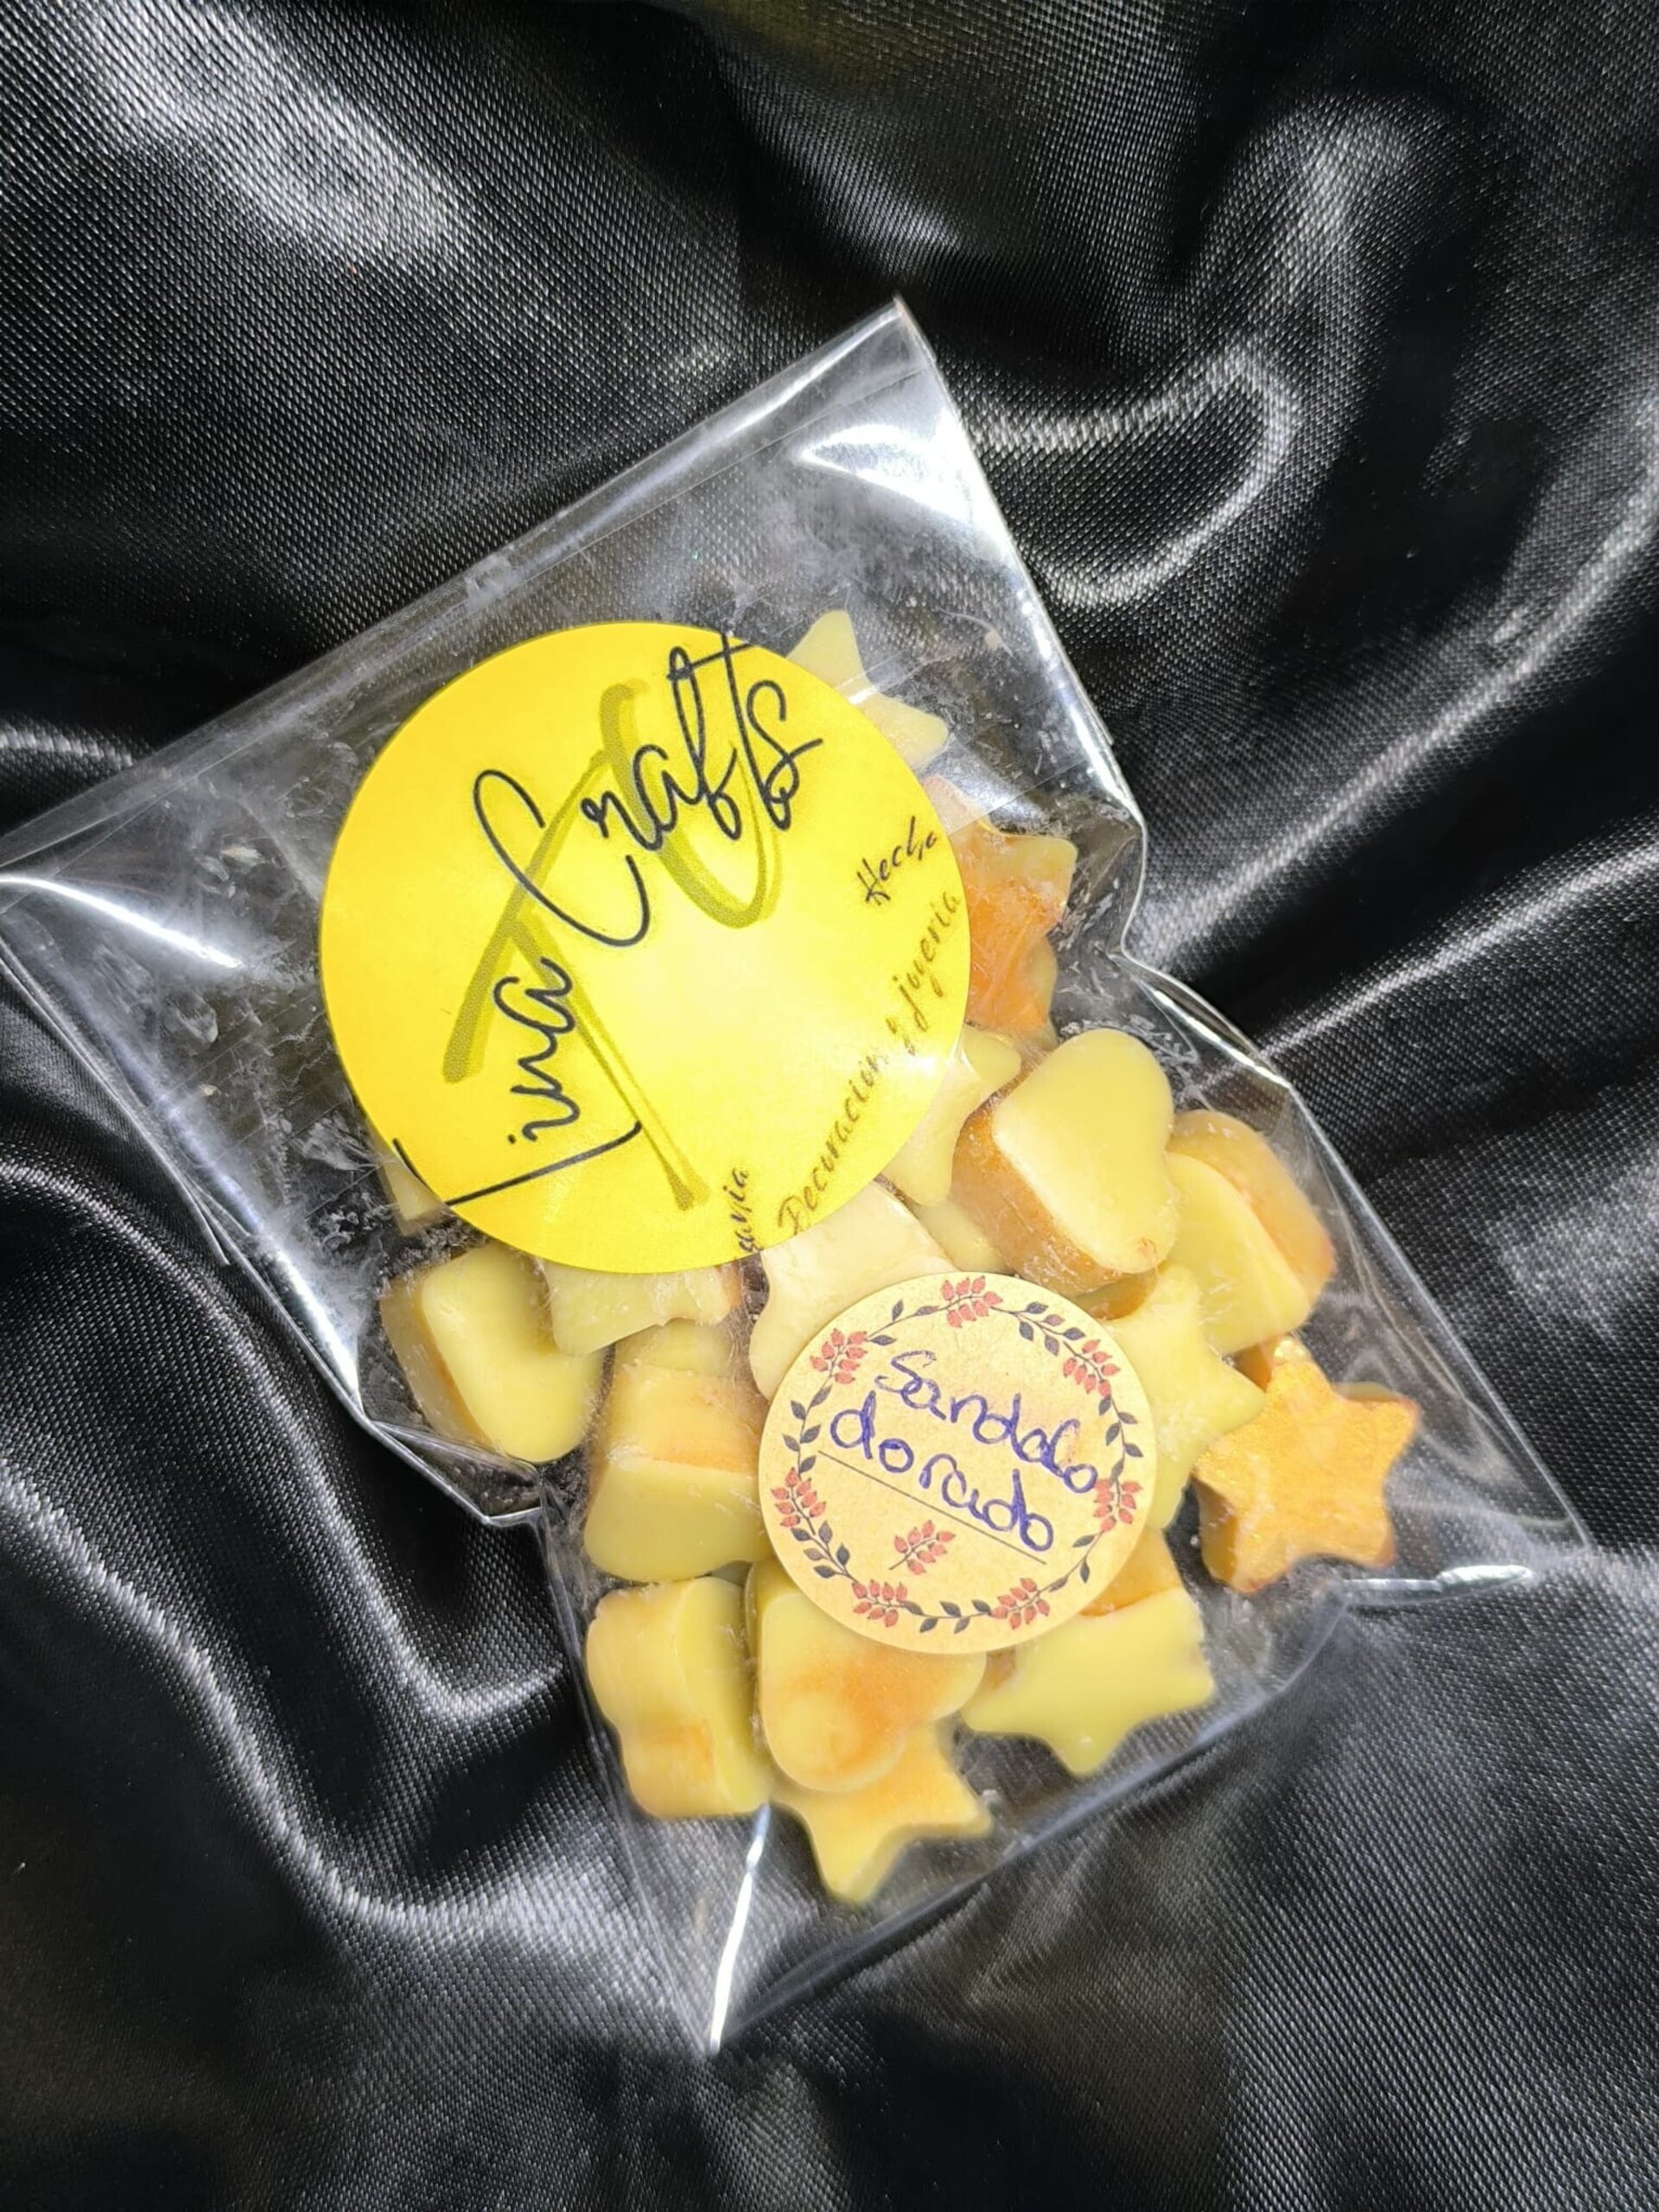 Lina Crafts
Hecho
Decoración y joyería
Sandalo
dorado